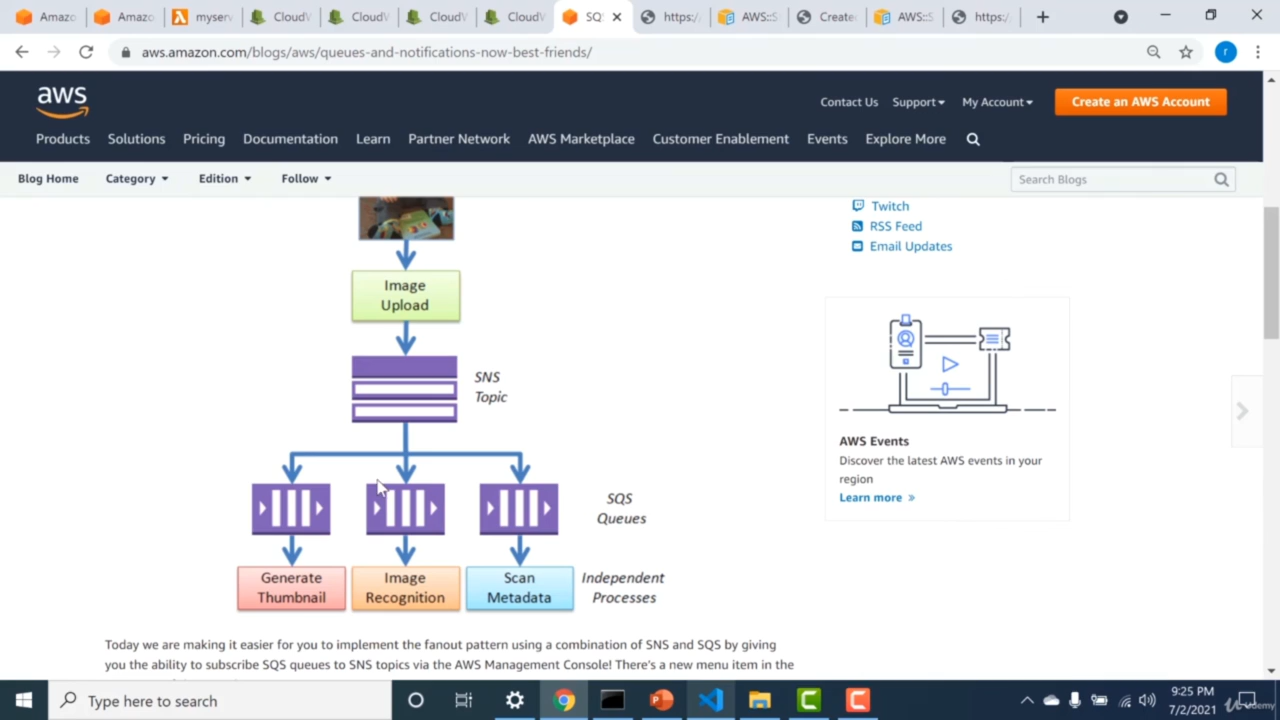 Amazo
Amazo
myserv
CloudV
CloudV
CloudV
CloudV
SQ
https:/
AWS::S
Create
AWS::S
https:/
aws.amazon.com/blogs/aws/queues-and-notifications-now-best-friends/
r
aws
Contact Us
Support
My Account
Create an AWS Account
Products
Solutions
Pricing
Documentation
Learn
Partner Network
AWS Marketplace
Customer Enablement
Events
Explore More
Blog Home
Category
Edition
Follow
Search Blogs
Twitch
RSS Feed
Email Updates
Image
Upload
SNS
Topic
SQS
Queues
Generate
Thumbnail
Image
Recognition
Scan
Metadata
Independent
Processes
AWS Events
Discover the latest AWS events in your
region
Learn more »
Today we are making it easier for you to implement the fanout pattern using a combination of SNS and SQS by giving
you the ability to subscribe SQS queues to SNS topics via the AWS Management Console! There's a new menu item in the
Type here to search
9:25 PM
7/2/2021
Udemy